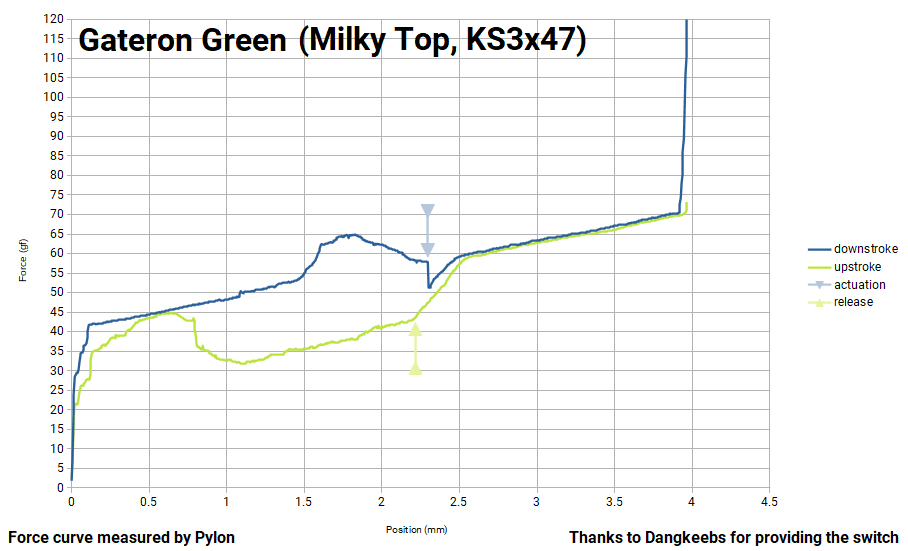 Gateron Green (Milky Top, KS3x47)
120
115
110
105
100
95
90
85
80
75
70
65
60
55
50
45
40
35
30
25
20
15
10
5
0
Force (gf)
0 0.5 1 1.5 2 2.5 3 3.5 4 4.5
Position (mm)
downstroke
upstroke
actuation
release
Force curve measured by Pylon
Thanks to Dangkeebs for providing the switch